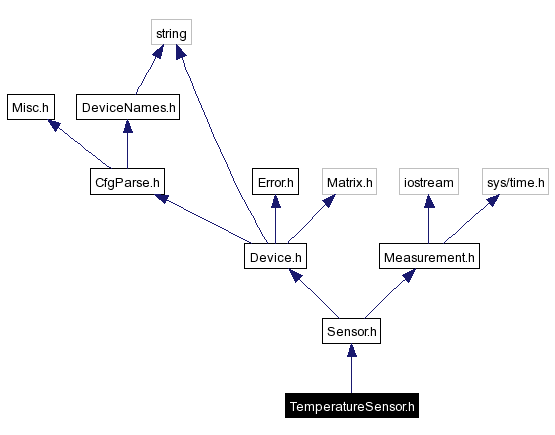 string
Misc.h
DeviceNames.h
CfgParse.h
Error.h
Matrix.h
iostream
sys/time.h
Device.h
Measurement.h
Sensor.h
TemperatureSensor.h